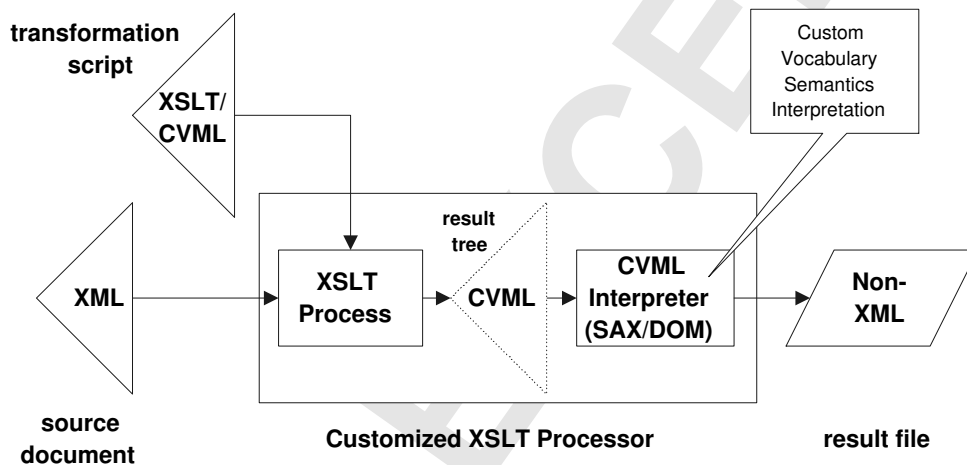 transformation
script
XSLT/
CVML
Custom
Vocabulary
Semantics
Interpretation
result
tree
XML
XSLT
Process
CVML
CVML
Interpreter
(SAX/DOM)
Non-
XML
source
document
Customized XSLT Processor
result file